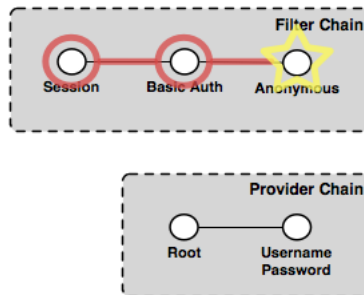 Filter Chain
Session
Basic Auth
Anonymous
Provider Chain
Root
Username
Password